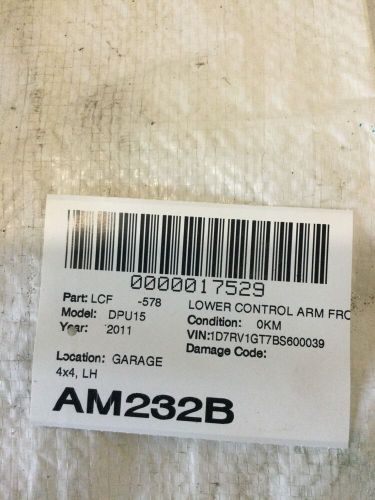 0000017529
Part: LCF -578 LOWER CONTROL ARM FRO
Model: DPU15 Condition: 0KM
Year: 2011 VIN:1D7RV1GT7BS600039
Damage Code:
Location: GARAGE
4x4, LH
AM232B